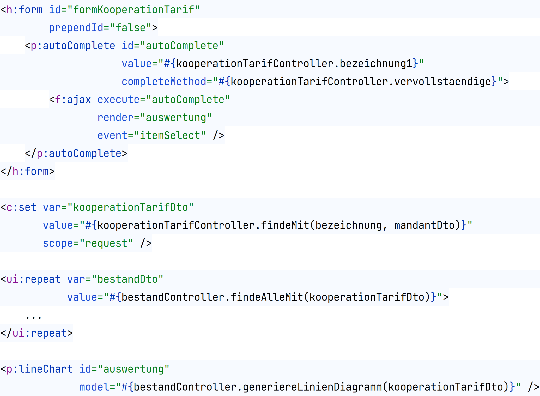 <h:form id="formKooperationTarif"
prependId="false">
<p:autoComplete id="autoComplete"
value="#{kooperationTarifController.bezeichnung1}"
completeMethod="#{kooperationTarifController.vervollstaendige}">
<f:ajax execute="autoComplete"
render="auswertung"
event="itemSelect" />
</p:autoComplete>
</h:form>
<c:set var="kooperationTarifDto"
value="#{kooperationTarifController.findeMit(bezeichnung, mandantDto)}"
scope="request" />
<ui:repeat var="bestandDto"
value="#{bestandController.findeAlleMit(kooperationTarifDto)}">
...
</ui:repeat>
<p:lineChart id="auswertung"
model="#{bestandController.generiereLinienDiagramm(kooperationTarifDto)}" />